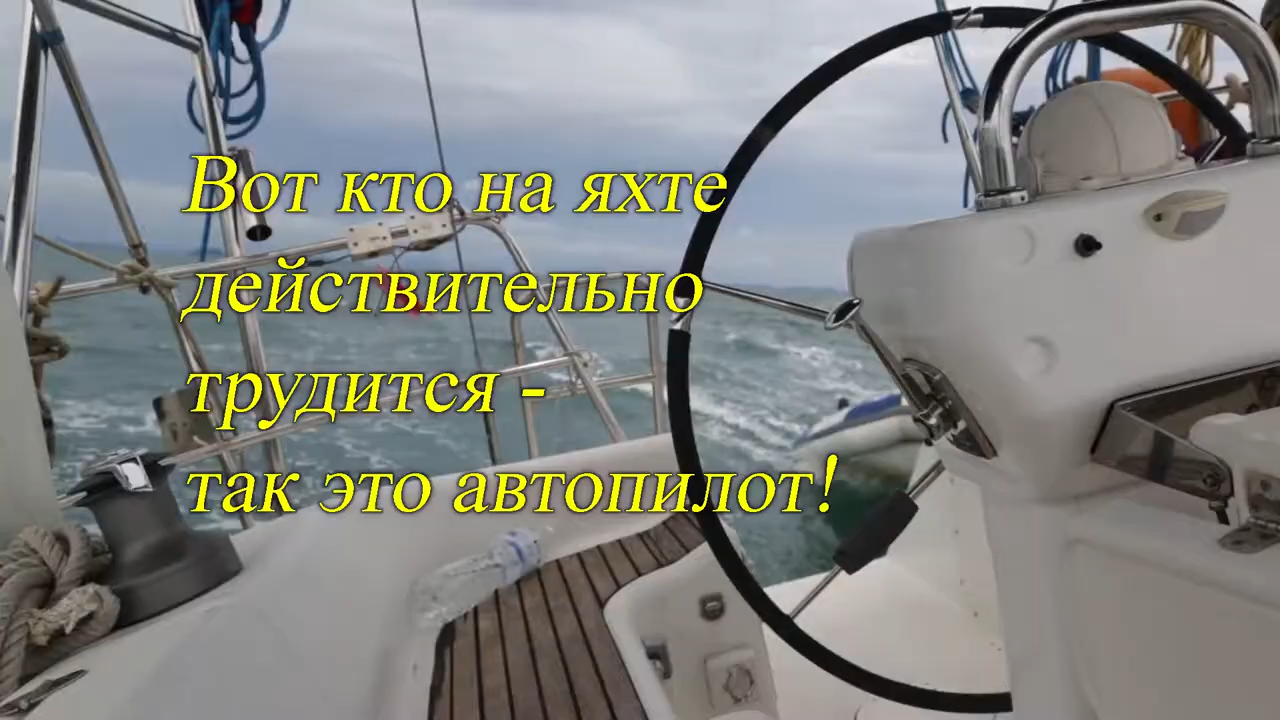 Вот кто на яхте
действительно
трудится -
так это автопилот!